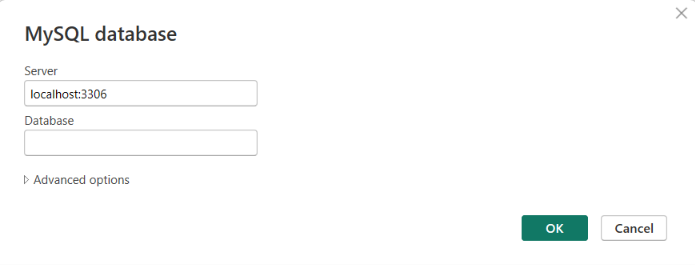 MySQL database
Server
localhost:3306
Database
Advanced options
OK
Cancel